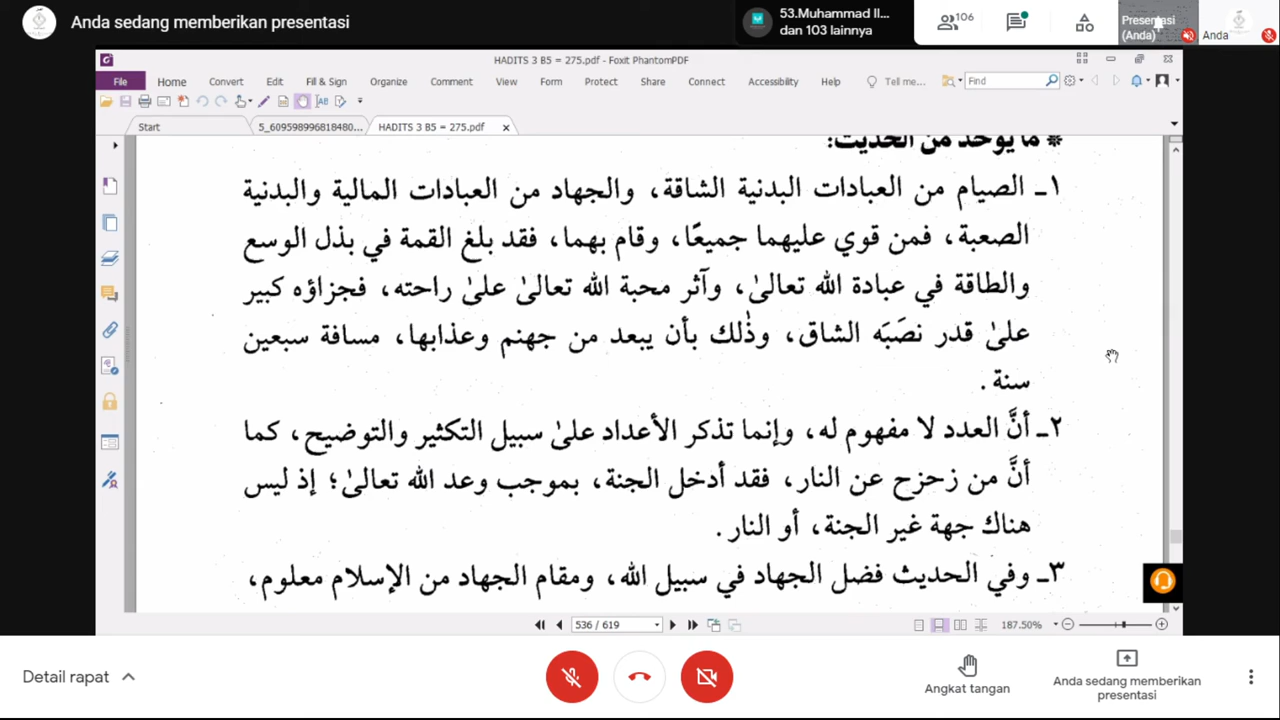 Anda sedang memberikan presentasi
53.Muhammad II...
dan 103 lainnya
106
Presentasi
(Anda)
Anda
HADITS 3 B5 = 275.pdf - Foxit PhantomPDF
File Home Convert Edit Fill & Sign Organize Comment View Form Protect Share Connect Accessibility Help Tell me... Find
Start 5_609598996818480... HADITS 3 B5 = 275.pdf
* ما يؤخذ من الحديث:
١ـ الصيام من العبادات البدنية الشاقة، والجهاد من العبادات المالية والبدنية
الصعبة، فمن قوي عليهما جميعًا، وقام بهما، فقد بلغ القمة في بذل الوسع
والطاقة في عبادة الله تعالىٰ، وآثر محبة الله تعالىٰ علىٰ راحته، فجزاؤه كبير
علىٰ قدر نصَبَه الشاق، وذٰلك بأن يبعد من جهنم وعذابها، مسافة سبعين
سنة .
٢ـ أنَّ العدد لا مفهوم له، وإنما تذكر الأعداد علىٰ سبيل التكثير والتوضيح، كما
أنَّ من زحزح عن النار، فقد أدخل الجنة، بموجب وعد الله تعالىٰ؛ إذ ليس
هناك جهة غير الجنة، أو النار .
٣ـ وفي الحديث فضل الجهاد في سبيل الله، ومقام الجهاد من الإسلام معلوم،
536 / 619
187.50%
Detail rapat
Angkat tangan
Anda sedang memberikan
presentasi